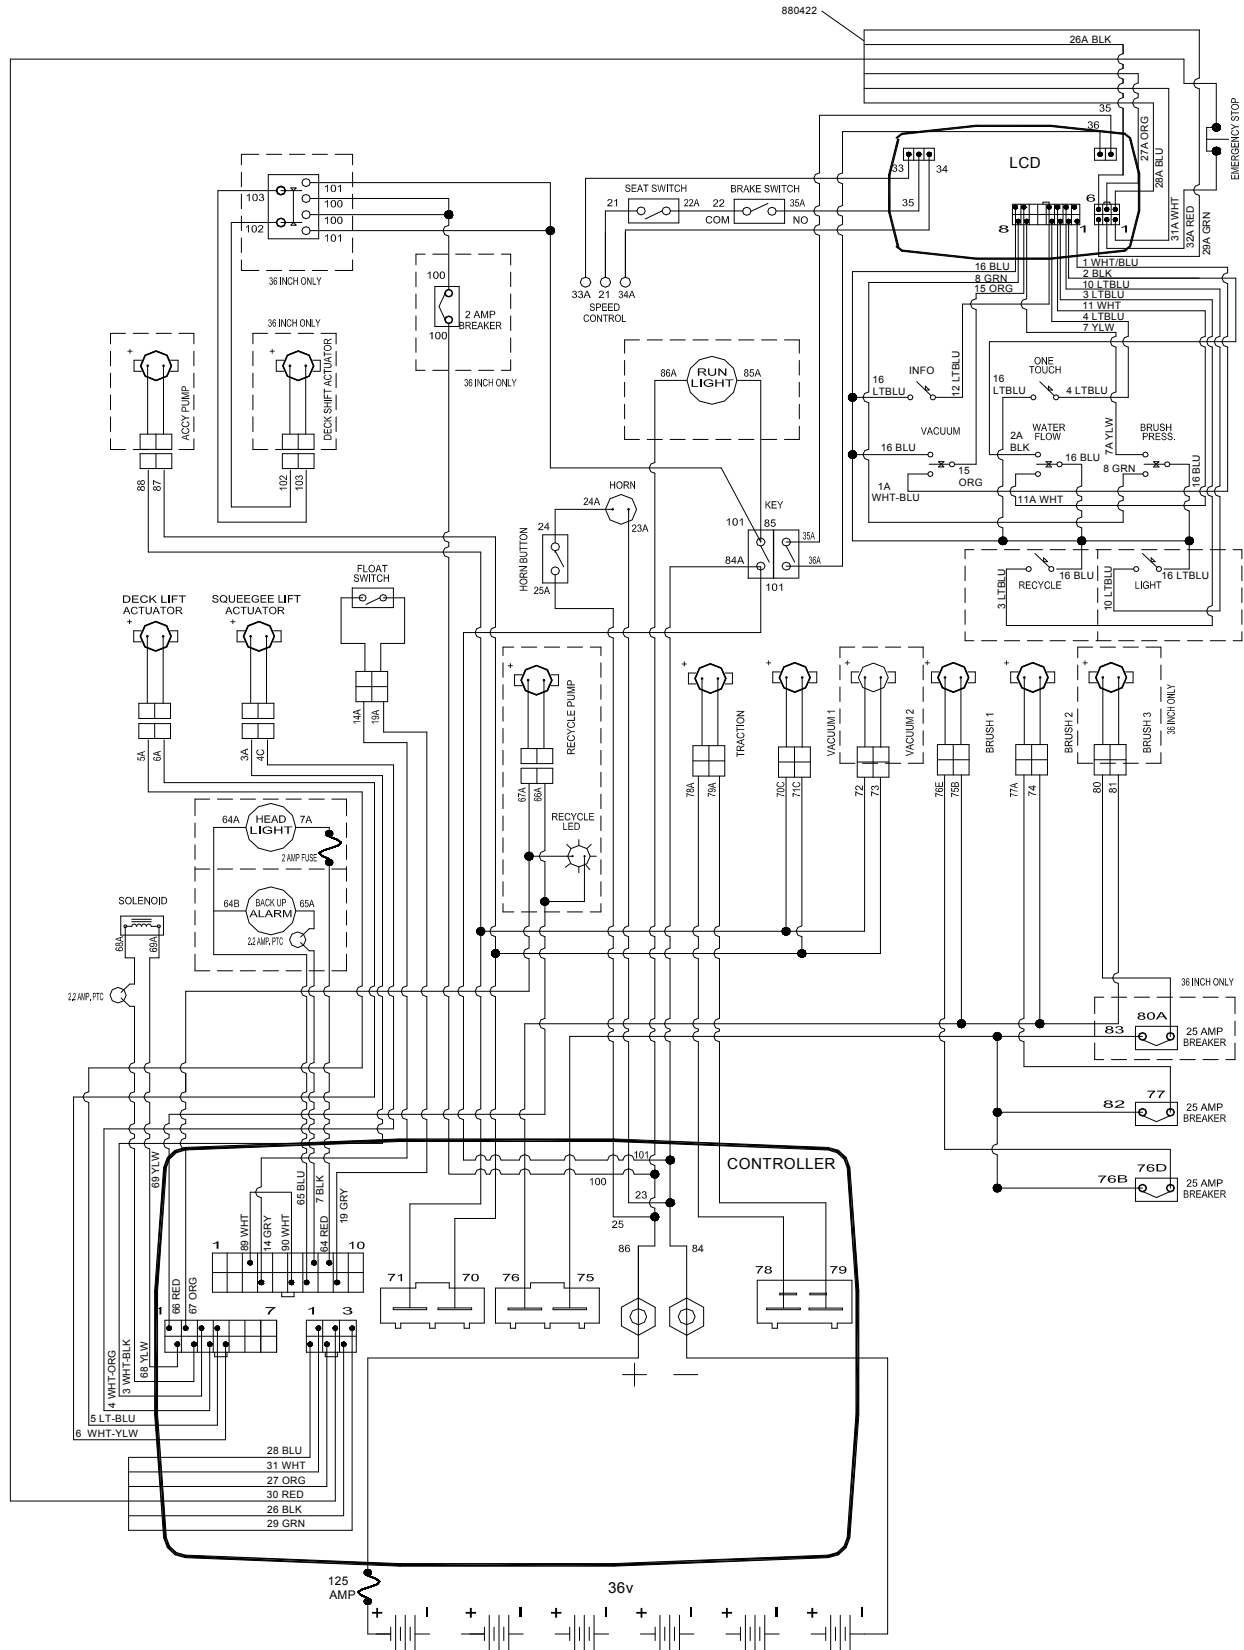 880422
26A BLK
35
36
LCD
33
34
35
27A ORG
28A BLU
31A WHT
32A RED
29A GRN
EMERGENCY STOP
6
1
8
1
SEAT SWITCH
21
22A
BRAKE SWITCH
22
COM
35A
NO
33A
21
34A
SPEED
CONTROL
103
102
101
100
100
101
36 INCH ONLY
100
2 AMP
BREAKER
100
36 INCH ONLY
16 BLU
8 GRN
15 ORG
1 WHT/BLU
2 BLK
10 LTBLU
3 LTBLU
11 WHT
4 LTBLU
7 YLW
INFO
16
LTBLU
12 LTBLU
ONE
TOUCH
16
LTBLU
4 LTBLU
VACUUM
16 BLU
15
ORG
1A
WHT-BLU
WATER
FLOW
2A
BLK
16 BLU
11A WHT
BRUSH
PRESS.
7A YLW
8 GRN
16 BLU
3 LTBLU
16 BLU
RECYCLE
10 LTBLU
16 LTBLU
LIGHT
+
ACCY PUMP
88
87
36 INCH ONLY
+
DECK SHIFT ACTUATOR
102
103
86A
RUN
LIGHT
85A
HORN
24A
23A
24
HORN BUTTON
25A
KEY
101
85
84A
101
35A
36A
FLOAT
SWITCH
14A
19A
DECK LIFT
ACTUATOR
+
5A
6A
SQUEEGEE LIFT
ACTUATOR
+
3A
4C
+
RECYCLE PUMP
67A
66A
RECYCLE
LED
+
TRACTION
78A
79A
+
VACUUM 1
70C
71C
+
VACUUM 2
72
73
+
BRUSH 1
76E
75B
+
BRUSH 2
77A
74
+
BRUSH 3
36 INCH ONLY
80
81
64A
HEAD
LIGHT
7A
2 AMP FUSE
64B
BACK UP
ALARM
65A
2.2 AMP. PTC
SOLENOID
68A
69A
2.2 AMP. PTC
36 INCH ONLY
80A
83
25 AMP
BREAKER
77
82
25 AMP
BREAKER
76D
76B
25 AMP
BREAKER
CONTROLLER
101
100
23
25
86
84
69 YLW
89 WHT
14 GRY
90 WHT
65 BLU
7 BLK
64 RED
19 GRY
1
10
66 RED
67 ORG
1
7
1
3
71
70
76
75
78
79
+
—
68 YLW
3 WHT-BLK
4 WHT-ORG
5 LT-BLU
6 WHT-YLW
28 BLU
31 WHT
27 ORG
30 RED
26 BLK
29 GRN
125
AMP
36v
+ - + - + - + - + - + -